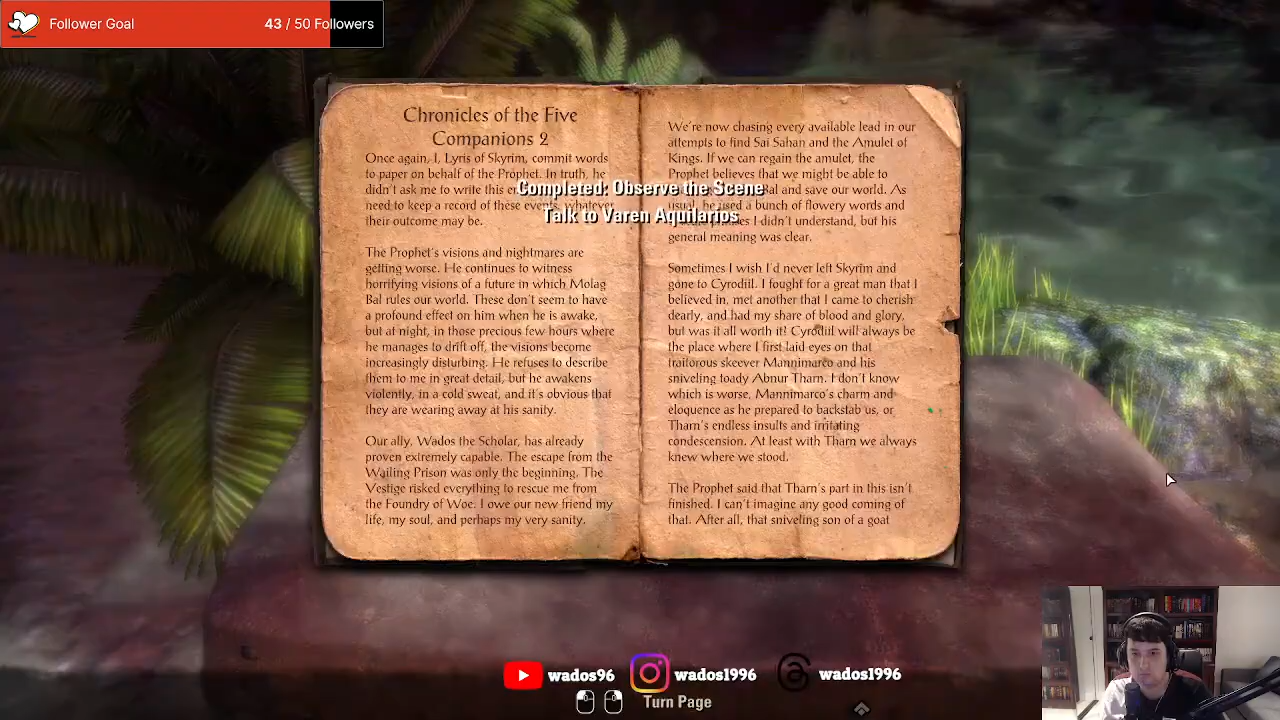 Follower Goal
43 / 50 Followers
Chronicles of the Five
Companions 2
Once again, I, Lyris of Skyrim, commit words
to paper on behalf of the Prophet. In truth, he
didn't ask me to write this
need to keep a record of these events, whatever
their outcome may be.
The Prophet's visions and nightmares are
getting worse. He continues to witness
horrifying visions of a future in which Molag
Bal rules our world. These don't seem to have
a profound effect on him when he is awake,
but at night, in those precious few hours where
he manages to drift off, the visions become
increasingly disturbing. He refuses to describe
them to me in great detail, but he awakens
violently, in a cold sweat, and it's obvious that
they are wearing away at his sanity.
Our ally, Wados the Scholar, has already
proven extremely capable. The escape from the
Wailing Prison was only the beginning. The
Vestige risked everything to rescue me from
the Foundry of Woe. I owe our new friend my
life, my soul, and perhaps my very sanity.
Completed: Observe the Scene
Talk to Varen Aquilarios
We're now chasing every available lead in our
attempts to find Sai Sahan and the Amulet of
Kings. If we can regain the amulet, the
Prophet believes that we might be able to
Bal and save our world. As
usual, he used a bunch of flowery words and
I didn't understand, but his
general meaning was clear.
Sometimes I wish I'd never left Skyrim and
gone to Cyrodiil. I fought for a great man that I
believed in, met another that I came to cherish
dearly, and had my share of blood and glory,
but was it all worth it? Cyrodiil will always be
the place where I first laid eyes on that
traitorous skeever Mannimarco and his
sniveling toady Abnur Tharn. I don't know
which is worse, Mannimarco's charm and
eloquence as he prepared to backstab us, or
Tharn's endless insults and irritating
condescension. At least with Tharn we always
knew where we stood.
The Prophet said that Tharn's part in this isn't
finished. I can't imagine any good coming of
that. After all, that sniveling son of a goat
wados96
wados1996
wados1996
Turn Page